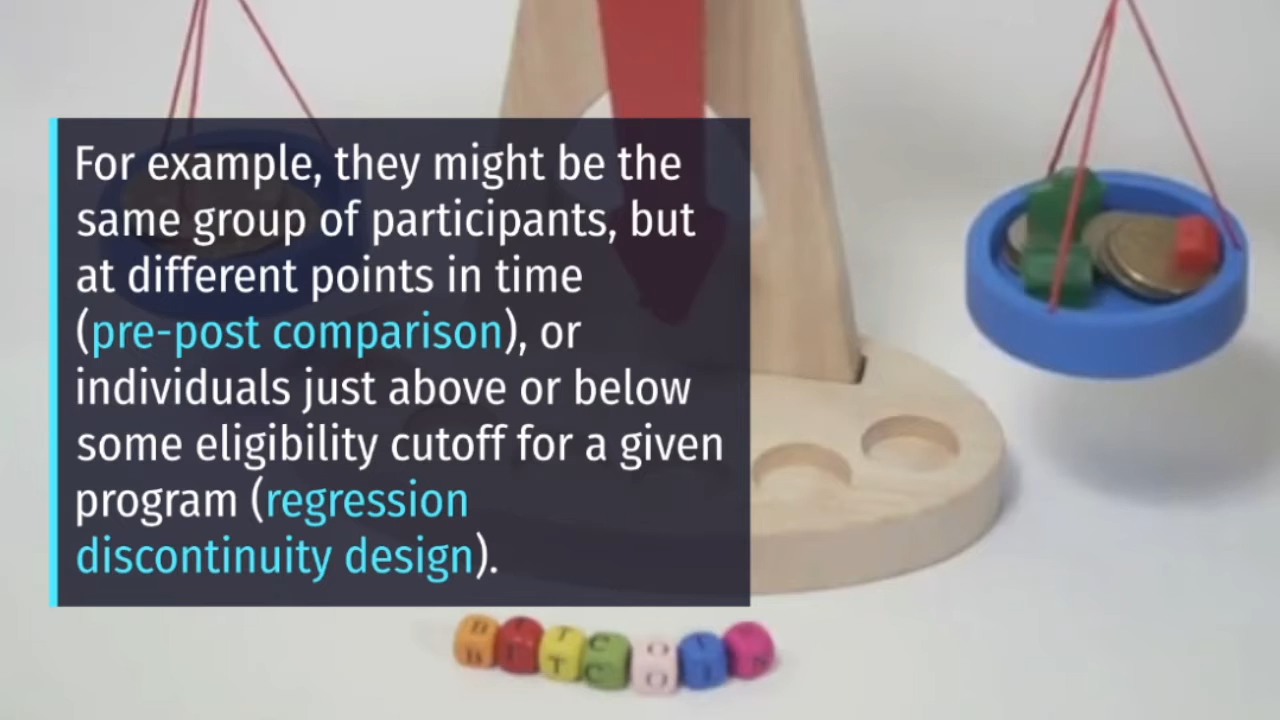 For example, they might be the
same group of participants, but
at different points in time
(pre-post comparison), or
individuals just above or below
some eligibility cutoff for a given
program (regression
discontinuity design).
BITCOIN